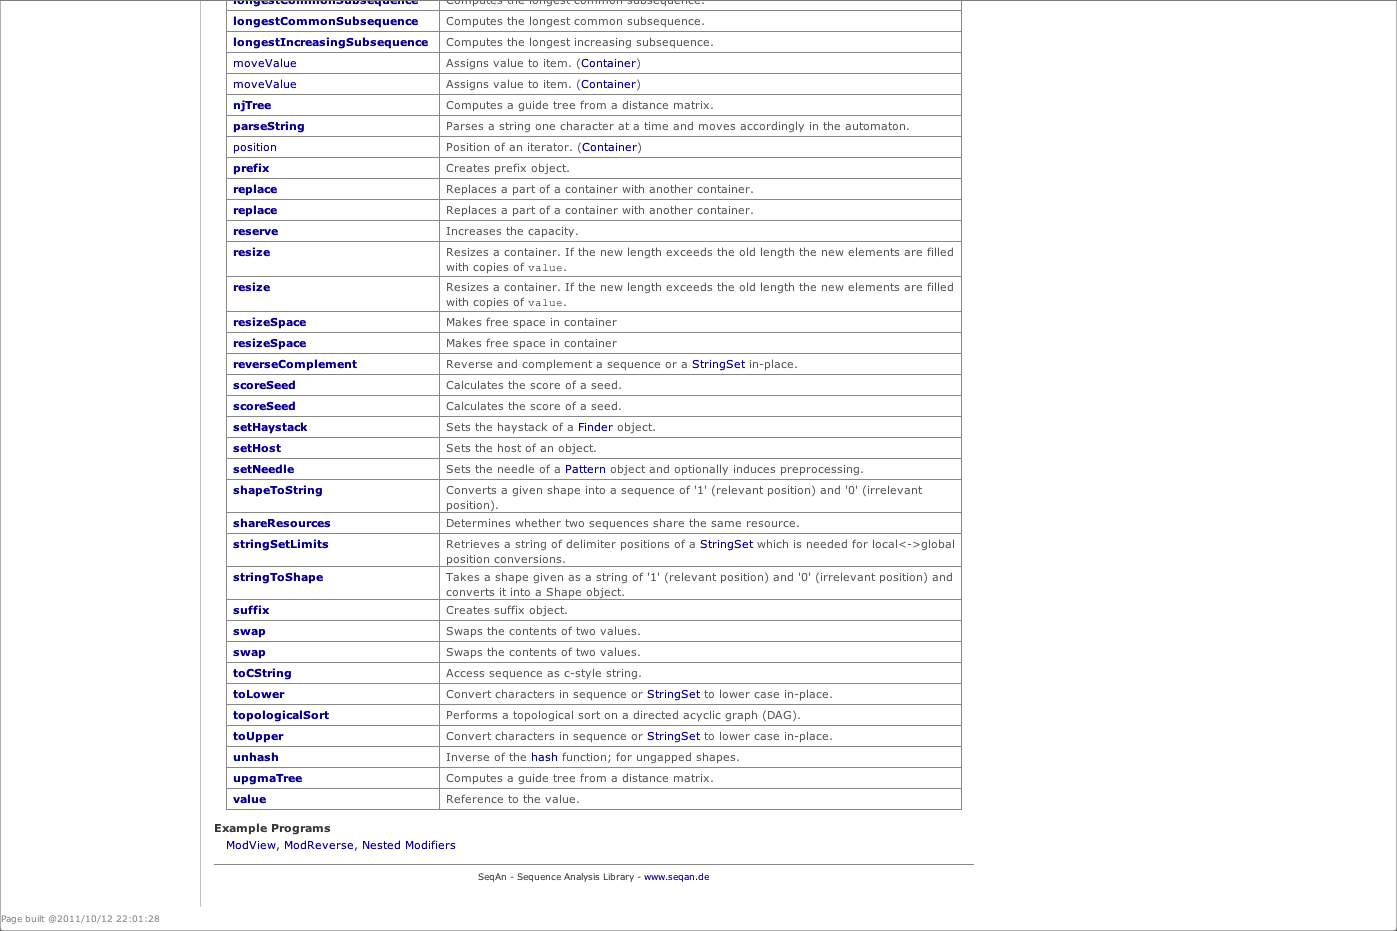 longestCommonSubsequence Computes the longest common subsequence.
longestCommonSubsequence Computes the longest common subsequence.
longestIncreasingSubsequence Computes the longest increasing subsequence.
moveValue Assigns value to item. (Container)
moveValue Assigns value to item. (Container)
njTree Computes a guide tree from a distance matrix.
parseString Parses a string one character at a time and moves accordingly in the automaton.
position Position of an iterator. (Container)
prefix Creates prefix object.
replace Replaces a part of a container with another container.
replace Replaces a part of a container with another container.
reserve Increases the capacity.
resize Resizes a container. If the new length exceeds the old length the new elements are filled
with copies of value.
resize Resizes a container. If the new length exceeds the old length the new elements are filled
with copies of value.
resizeSpace Makes free space in container
resizeSpace Makes free space in container
reverseComplement Reverse and complement a sequence or a StringSet in-place.
scoreSeed Calculates the score of a seed.
scoreSeed Calculates the score of a seed.
setHaystack Sets the haystack of a Finder object.
setHost Sets the host of an object.
setNeedle Sets the needle of a Pattern object and optionally induces preprocessing.
shapeToString Converts a given shape into a sequence of '1' (relevant position) and '0' (irrelevant
position).
shareResources Determines whether two sequences share the same resource.
stringSetLimits Retrieves a string of delimiter positions of a StringSet which is needed for local<->global
position conversions.
stringToShape Takes a shape given as a string of '1' (relevant position) and '0' (irrelevant position) and
converts it into a Shape object.
suffix Creates suffix object.
swap Swaps the contents of two values.
swap Swaps the contents of two values.
toCString Access sequence as c-style string.
toLower Convert characters in sequence or StringSet to lower case in-place.
topologicalSort Performs a topological sort on a directed acyclic graph (DAG).
toUpper Convert characters in sequence or StringSet to lower case in-place.
unhash Inverse of the hash function; for ungapped shapes.
upgmaTree Computes a guide tree from a distance matrix.
value Reference to the value.
Example Programs
ModView, ModReverse, Nested Modifiers
SeqAn - Sequence Analysis Library - www.seqan.de
Page built @2011/10/12 22:01:28